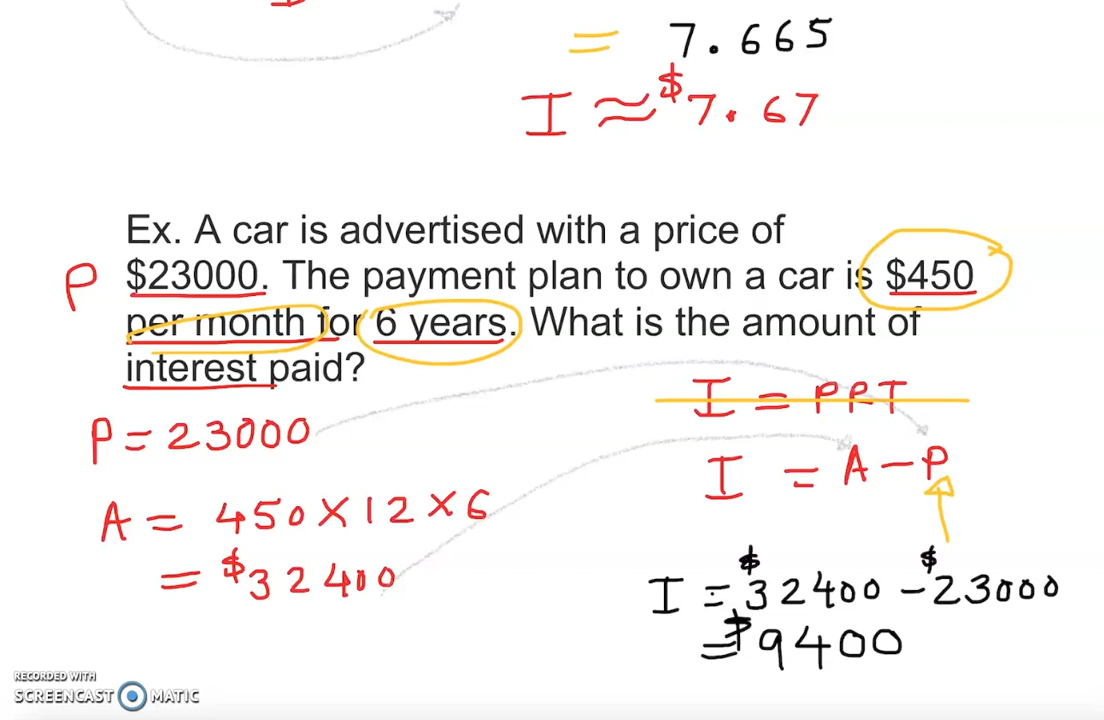 = 7.665
I ≈ $7.67
Ex. A car is advertised with a price of
P $23000. The payment plan to own a car is $450
per month for 6 years. What is the amount of
interest paid?
I = PRT
P = 23000
I = A - P
A = 450 × 12 × 6
= $32400
I = $32400 - $23000
= $9400
RECORDED WITH
SCREENCAST MATIC